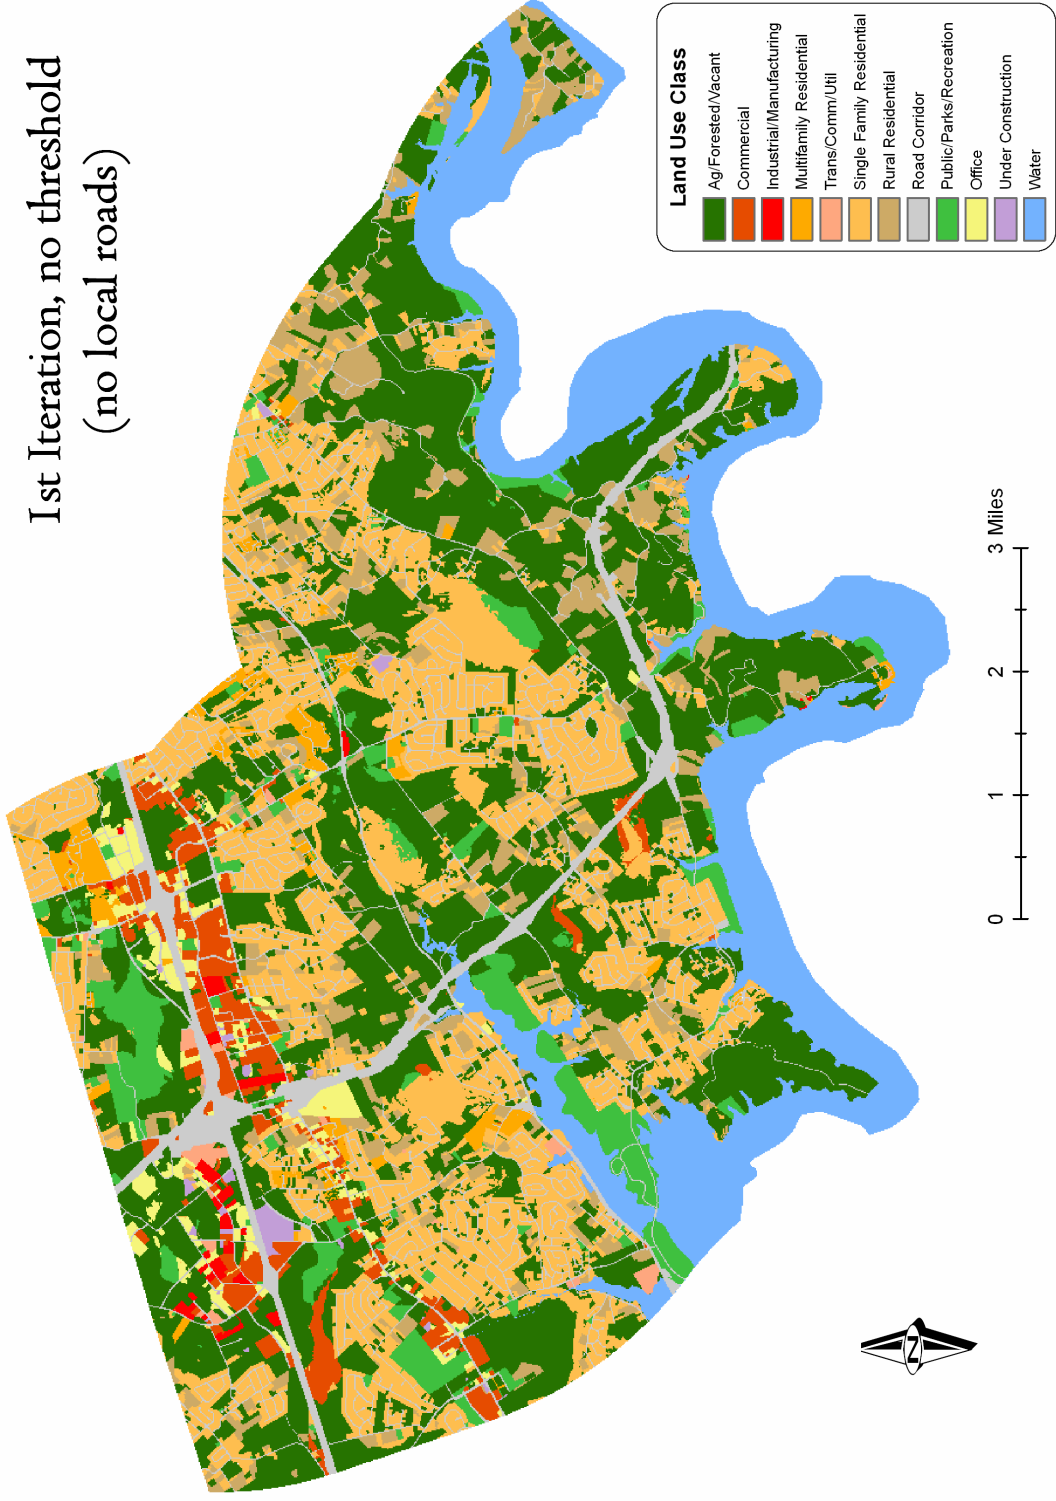 1st Iteration, no threshold
(no local roads)
Land Use Class
Ag/Forested/Vacant
Commercial
Industrial/Manufacturing
Multifamily Residential
Trans/Comm/Util
Single Family Residential
Rural Residential
Road Corridor
Public/Parks/Recreation
Office
Under Construction
Water
0 1 2 3 Miles
N